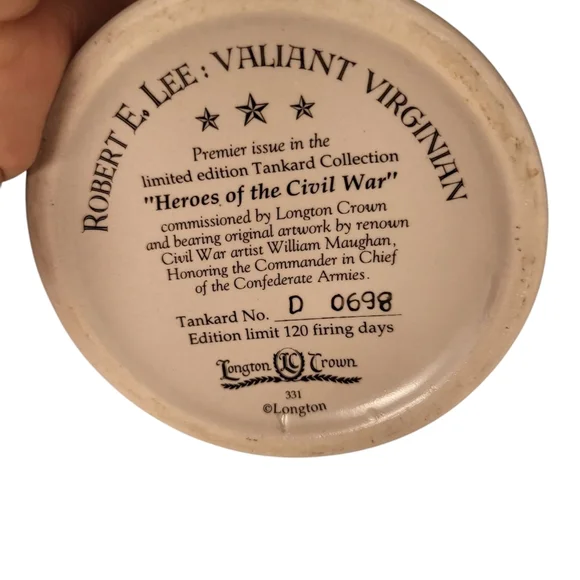 ROBERT E. LEE: VALIANT VIRGINIAN
Premier issue in the
limited edition Tankard Collection
"Heroes of the Civil War"
commissioned by Longton Crown
and bearing original artwork by renown
Civil War artist William Maughan,
Honoring the Commander in Chief
of the Confederate Armies.
Tankard No. D 0698
Edition limit 120 firing days
Longton LC Crown
331
©Longton